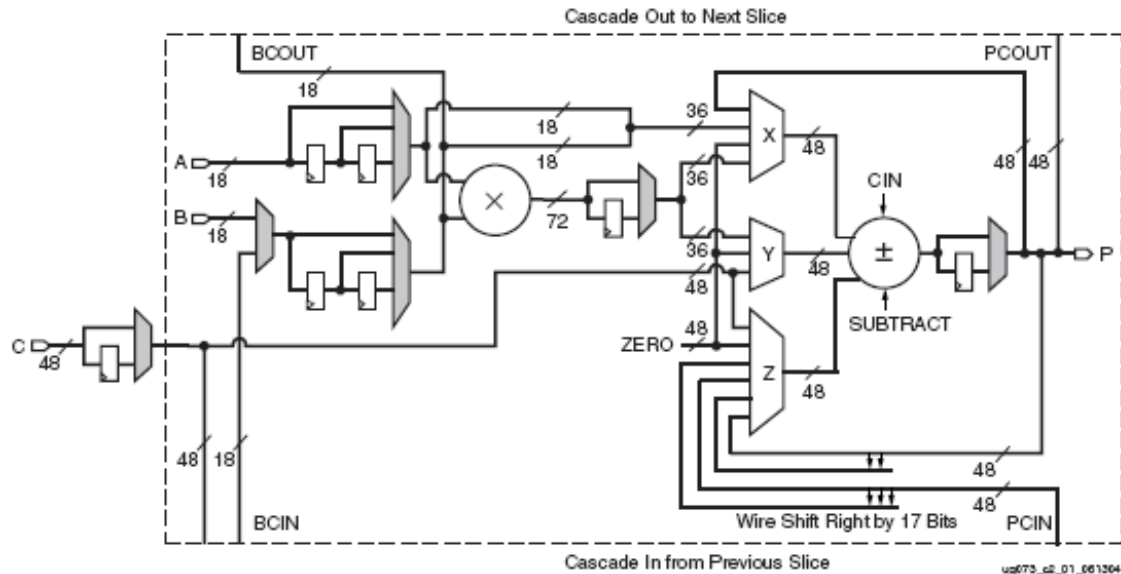 Cascade Out to Next Slice
BCOUT
PCOUT
18
18
36
X
48
A
18
18
36
48
48
CIN
B
18
×
72
36
Y
48
±
P
48
SUBTRACT
C
48
ZERO
48
Z
48
48
18
48
48
BCIN
Wire Shift Right by 17 Bits
PCIN
Cascade In from Previous Slice
ug073_c2_01_061304